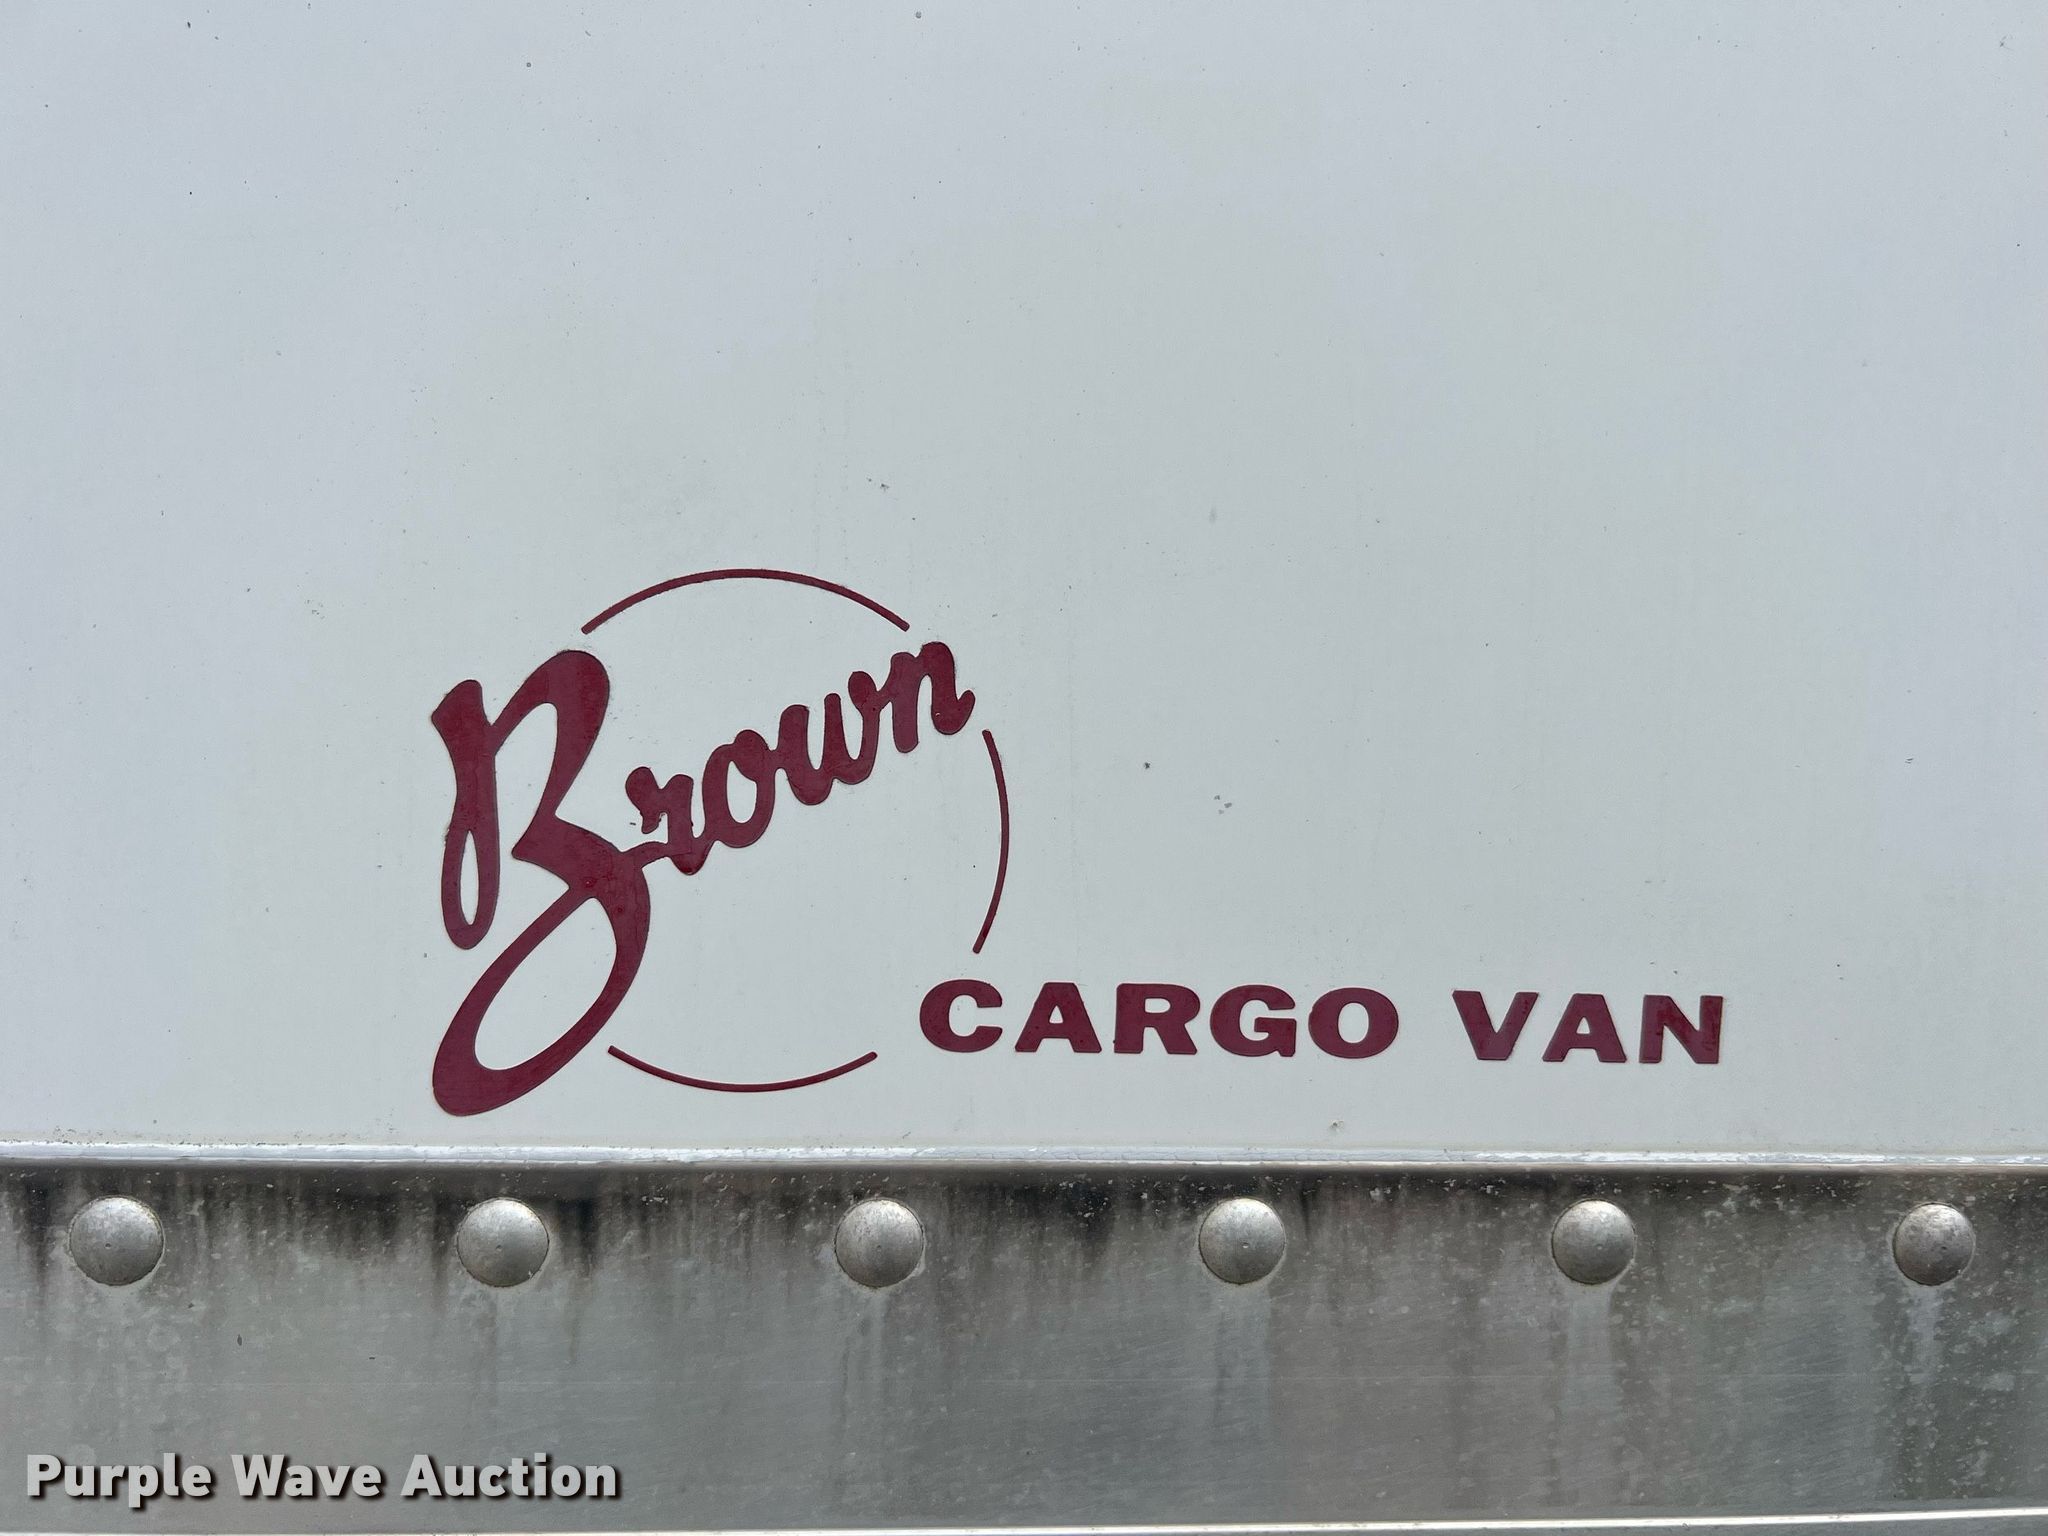 Brown
CARGO VAN
Purple Wave Auction